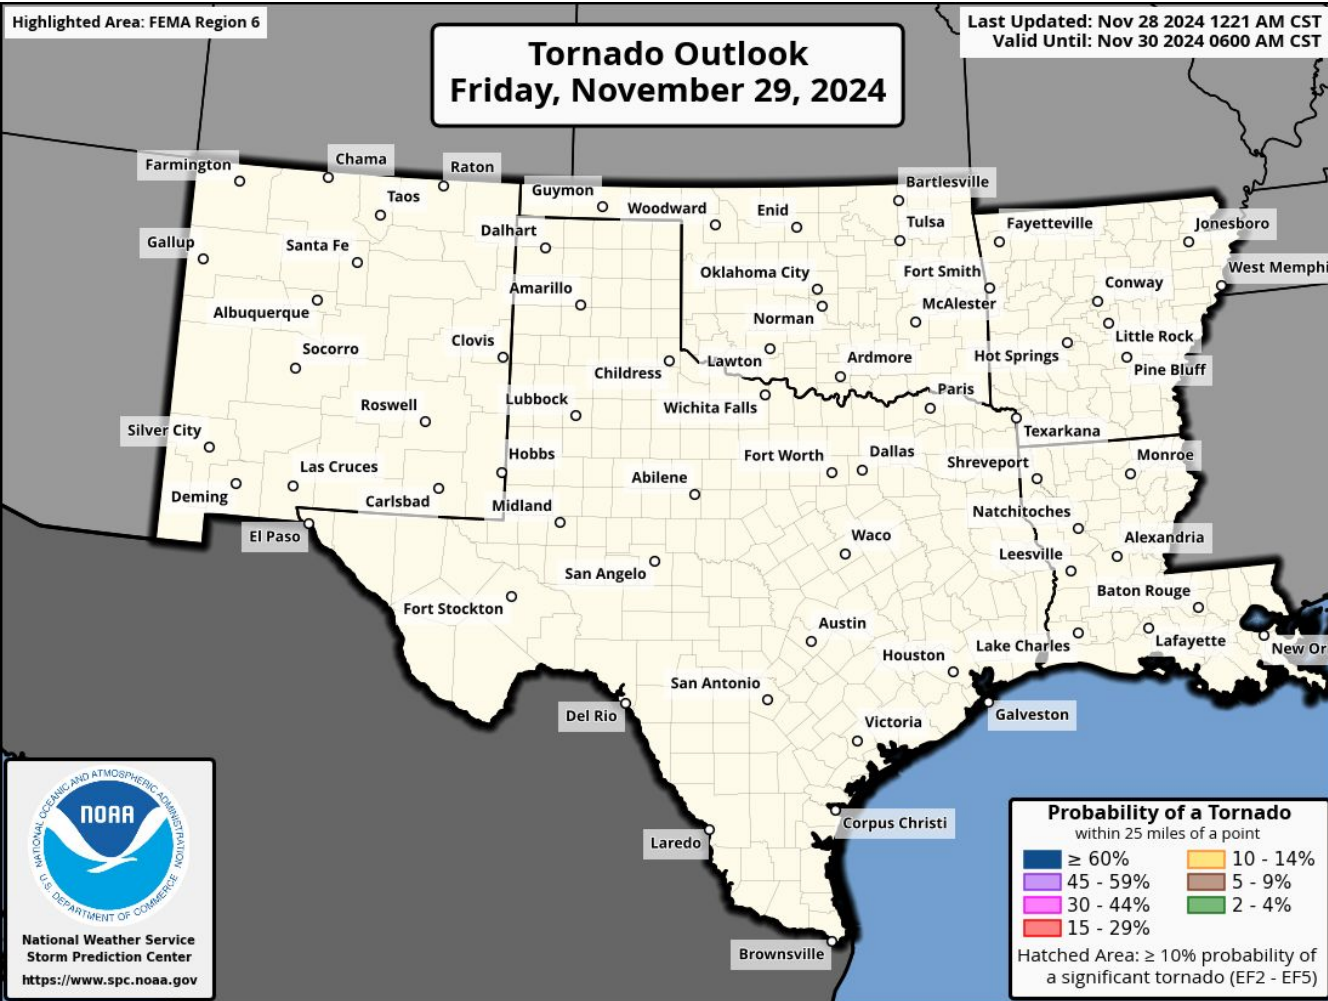 Highlighted Area: FEMA Region 6
Last Updated: Nov 28 2024 1221 AM CST
Valid Until: Nov 30 2024 0600 AM CST
Tornado Outlook
Friday, November 29, 2024
Farmington
Chama
Raton
Taos
Guymon
Woodward
Enid
Bartlesville
Tulsa
Fayetteville
Jonesboro
Gallup
Santa Fe
Dalhart
Oklahoma City
Fort Smith
West Memphi
Amarillo
Conway
Albuquerque
Norman
McAlester
Socorro
Clovis
Little Rock
Childress
Lawton
Ardmore
Hot Springs
Pine Bluff
Roswell
Lubbock
Wichita Falls
Paris
Silver City
Texarkana
Las Cruces
Hobbs
Fort Worth
Dallas
Shreveport
Monroe
Deming
Carlsbad
Abilene
Midland
El Paso
Natchitoches
Waco
Alexandria
San Angelo
Leesville
Fort Stockton
Baton Rouge
Austin
Lake Charles
Lafayette
New Or
Houston
San Antonio
Del Rio
Victoria
Galveston
Laredo
Corpus Christi
Brownsville
NATIONAL OCEANIC AND ATMOSPHERIC ADMINISTRATION
NOAA
U.S. DEPARTMENT OF COMMERCE
National Weather Service
Storm Prediction Center
https://www.spc.noaa.gov
Probability of a Tornado
within 25 miles of a point
≥ 60%
45 - 59%
30 - 44%
15 - 29%
10 - 14%
5 - 9%
2 - 4%
Hatched Area: ≥ 10% probability of
a significant tornado (EF2 - EF5)